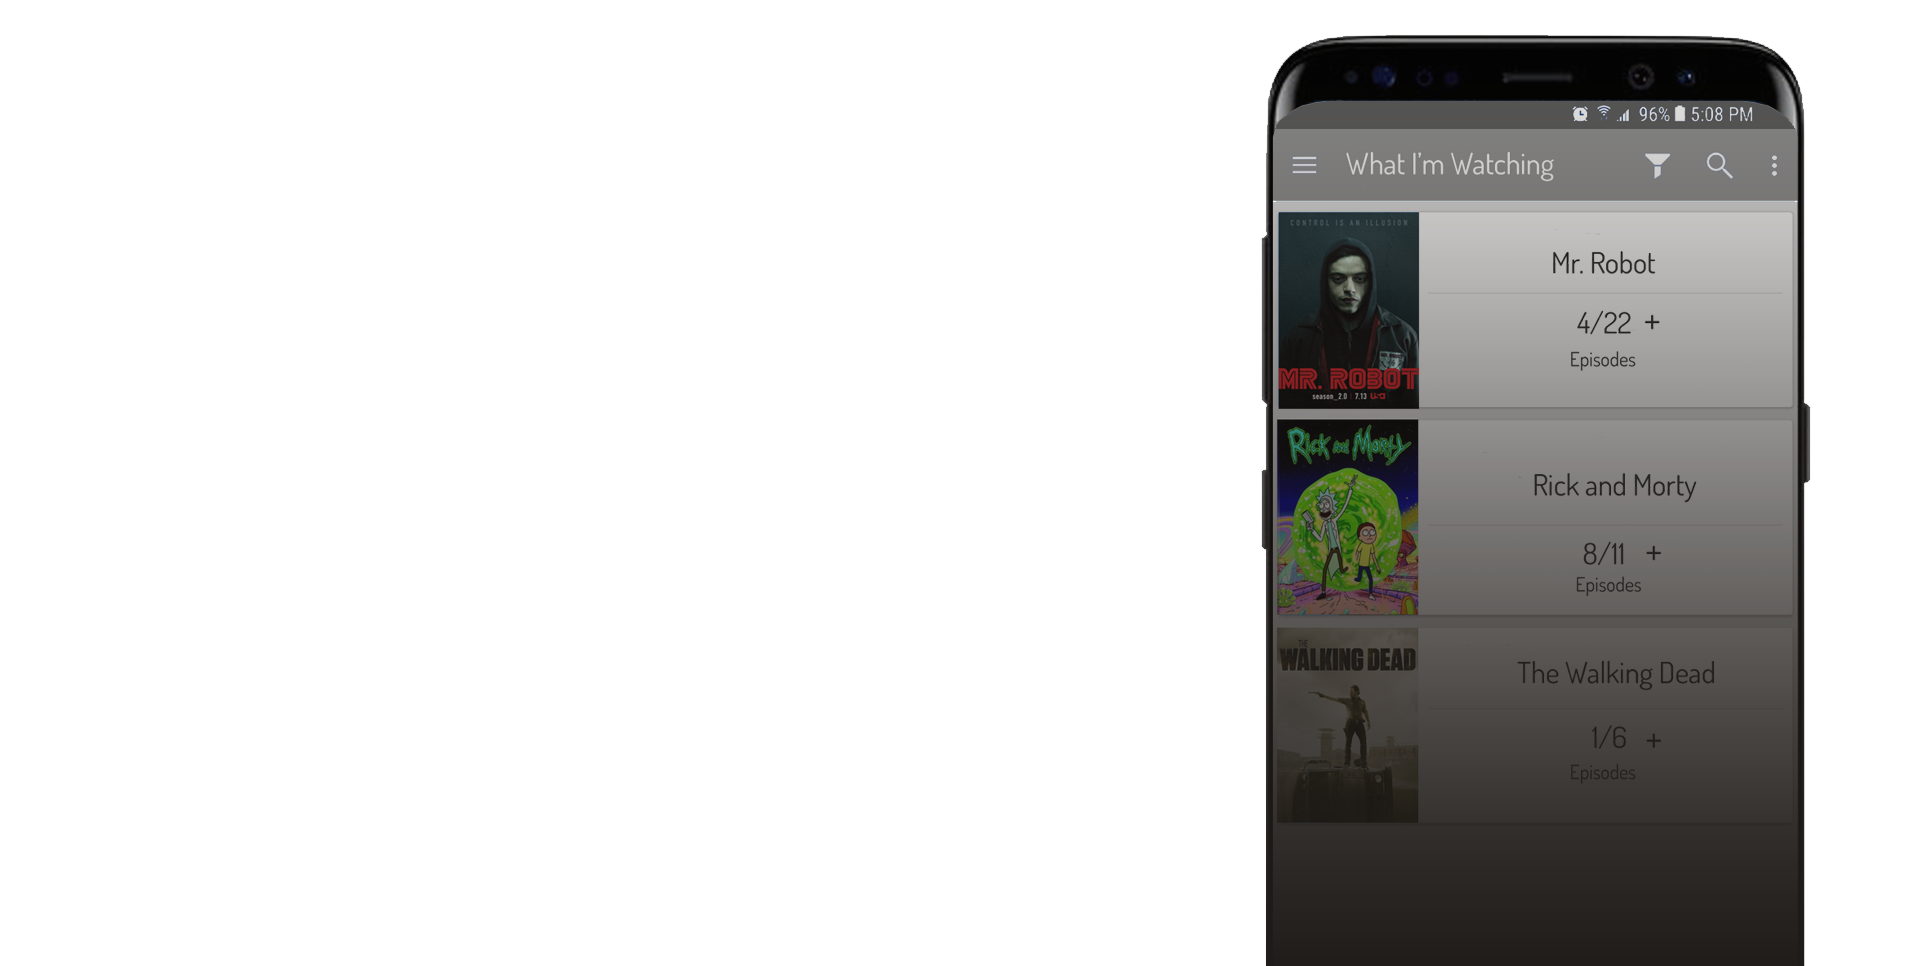 96% 5:08 PM
What I'm Watching
CONTROL IS AN ILLUSION
MR. ROBOT
season_2.0 7.13 USA
Mr. Robot
4/22 +
Episodes
Rick and Morty
Rick and Morty
8/11 +
Episodes
THE
WALKING DEAD
The Walking Dead
1/6 +
Episodes